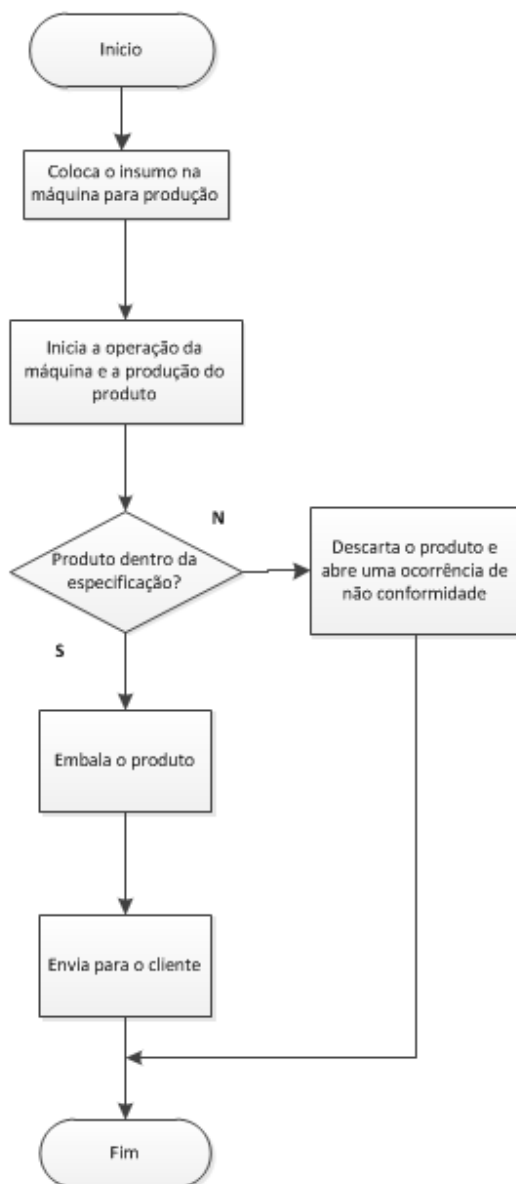 Inicio
Coloca o insumo na
máquina para produção
Inicia a operação da
máquina e a produção do
produto
Produto dentro da
especificação?
N
Descarta o produto e
abre uma ocorrência de
não conformidade
S
Embala o produto
Envia para o cliente
Fim